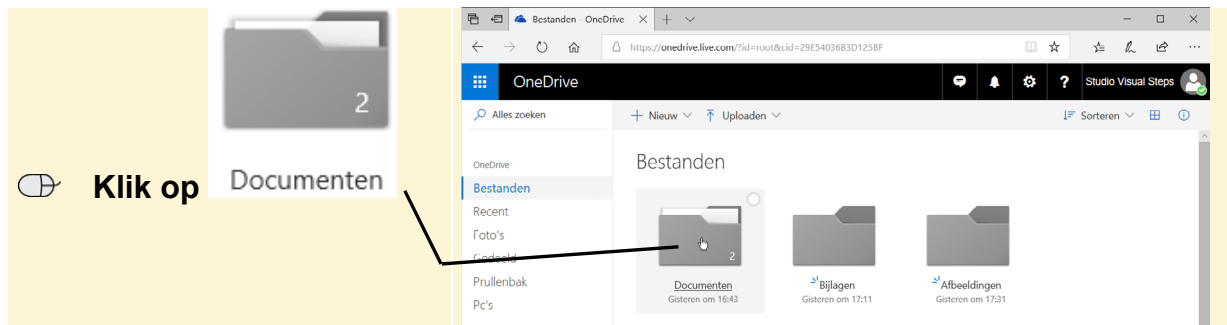 2
Documenten
Klik op
Bestanden - OneDrive
https://onedrive.live.com/?id=root&cid=29E54036B3D125BF
OneDrive
?
Studio Visual Steps
Alles zoeken
Nieuw
Uploaden
Sorteren
OneDrive
Bestanden
Recent
Foto's
Gedeeld
Prullenbak
Pc's
Bestanden
2
Documenten
Gisteren om 16:43
Bijlagen
Gisteren om 17:11
Afbeeldingen
Gisteren om 17:31